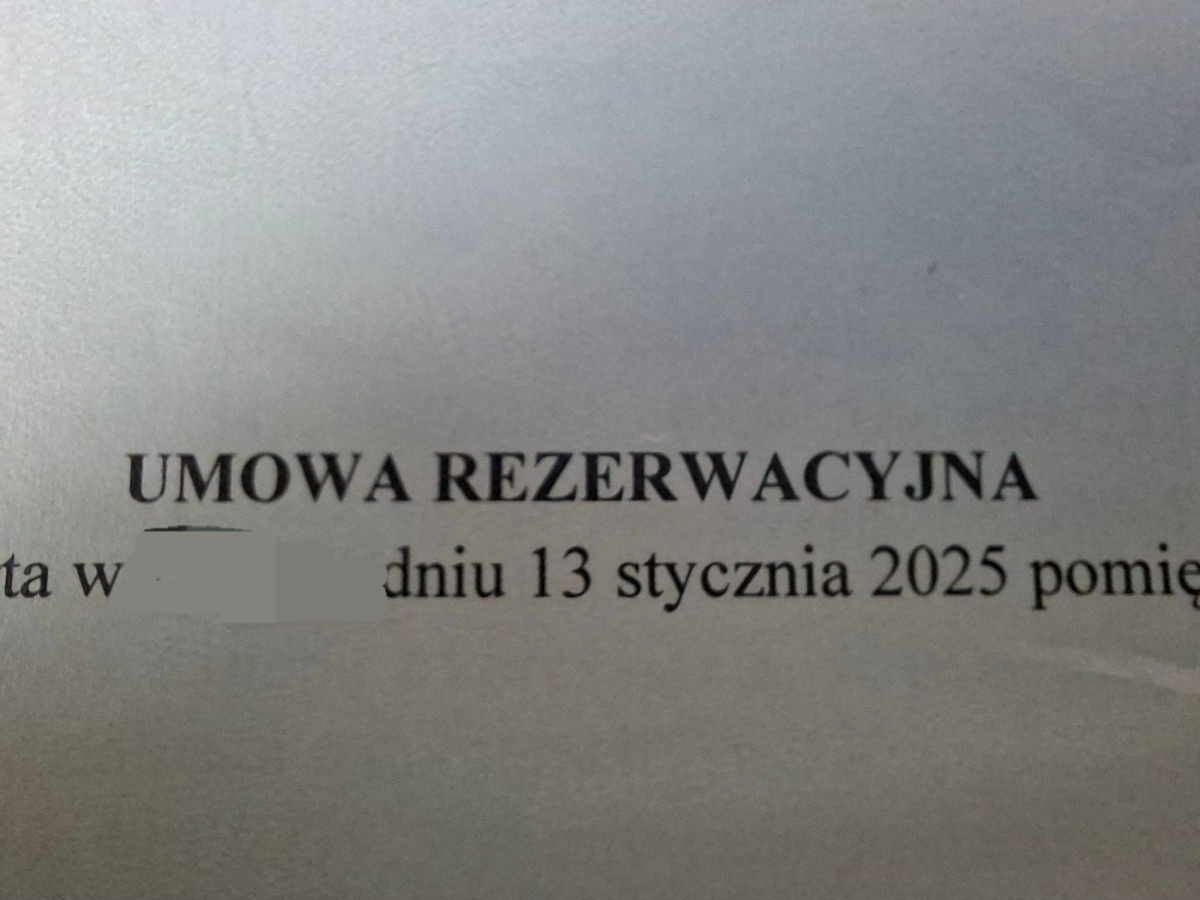 UMOWA REZERWACYJNA
ta w dniu 13 stycznia 2025 pomię